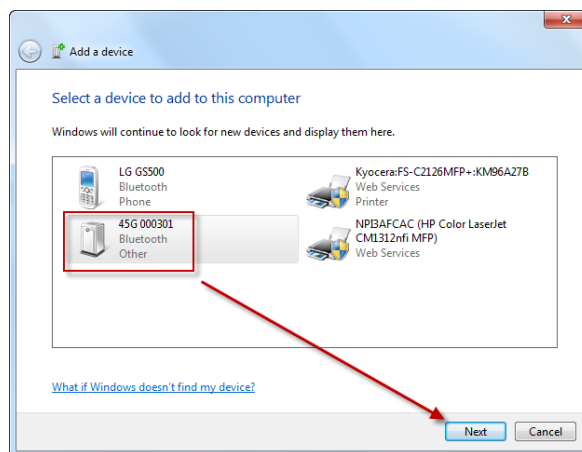 Add a device
Select a device to add to this computer
Windows will continue to look for new devices and display them here.
LG GS500
Bluetooth
Phone
Kyocera:FS-C2126MFP+:KM96A27B
Web Services
Printer
45G 000301
Bluetooth
Other
NPI3AFCAC (HP Color LaserJet
CM1312nfi MFP)
Web Services
What if Windows doesn't find my device?
Next
Cancel